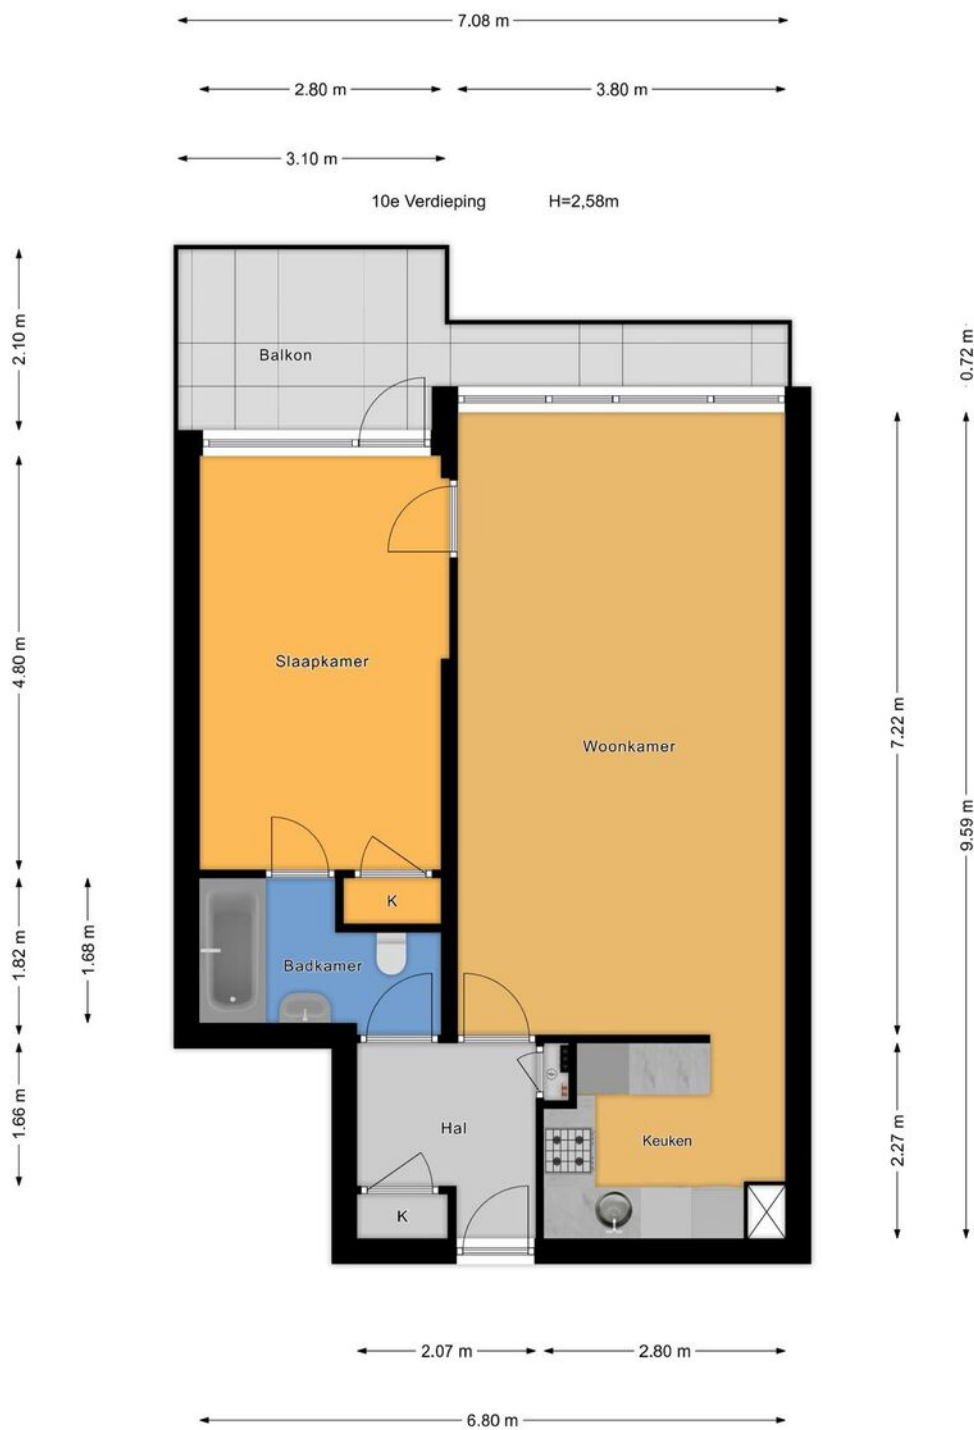 7.08 m
2.80 m
3.80 m
3.10 m
10e Verdieping
H=2,58m
2.10 m
0.72 m
Balkon
4.80 m
Slaapkamer
Woonkamer
7.22 m
9.59 m
K
1.82 m
1.68 m
Badkamer
1.66 m
Hal
Keuken
2.27 m
K
2.07 m
2.80 m
6.80 m